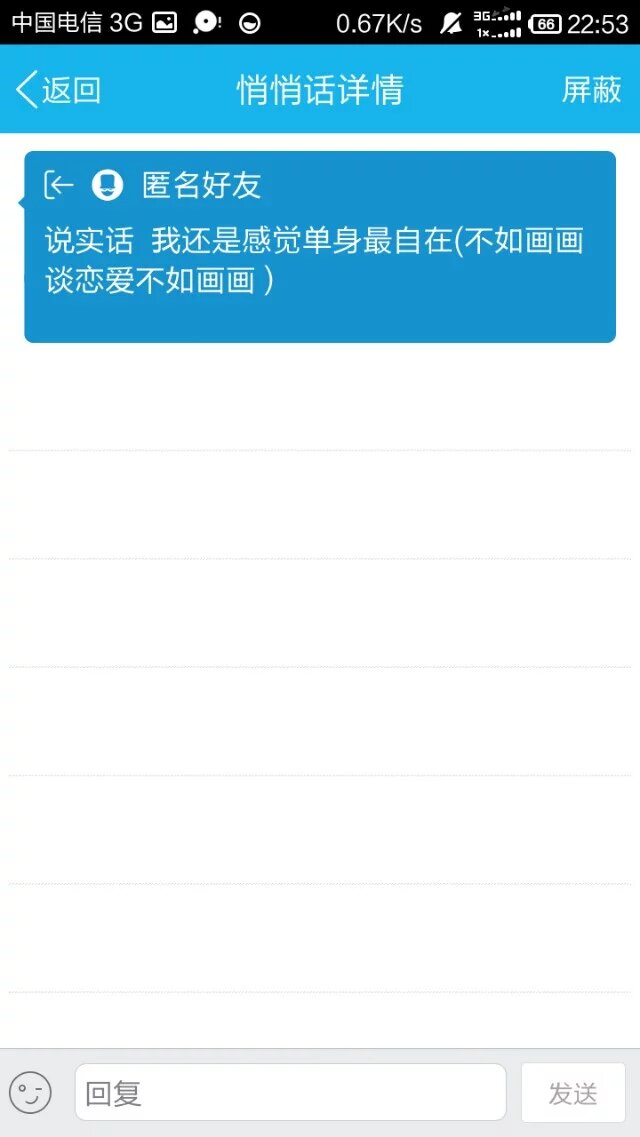 中国电信 3G 0.67K/s 3G 1x 66 22:53
返回 悄悄话详情 屏蔽
匿名好友
说实话 我还是感觉单身最自在(不如画画
谈恋爱不如画画 )
回复 发送